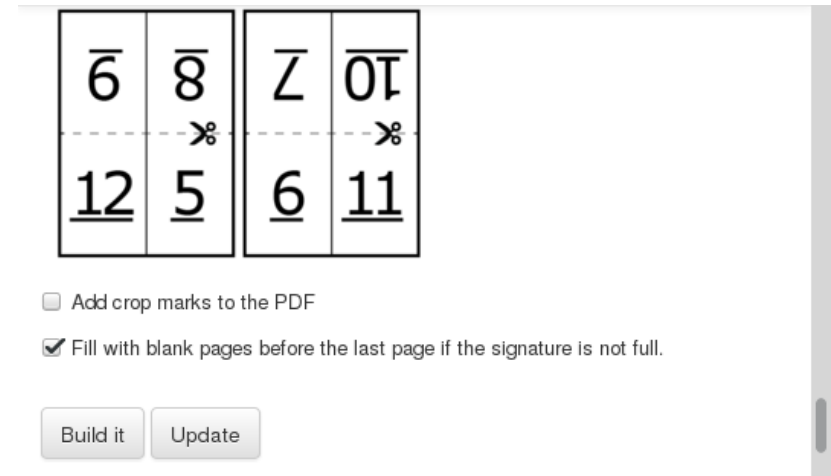 9 8 7 10
12 5 6 11
Add crop marks to the PDF
Fill with blank pages before the last page if the signature is not full.
Build it Update